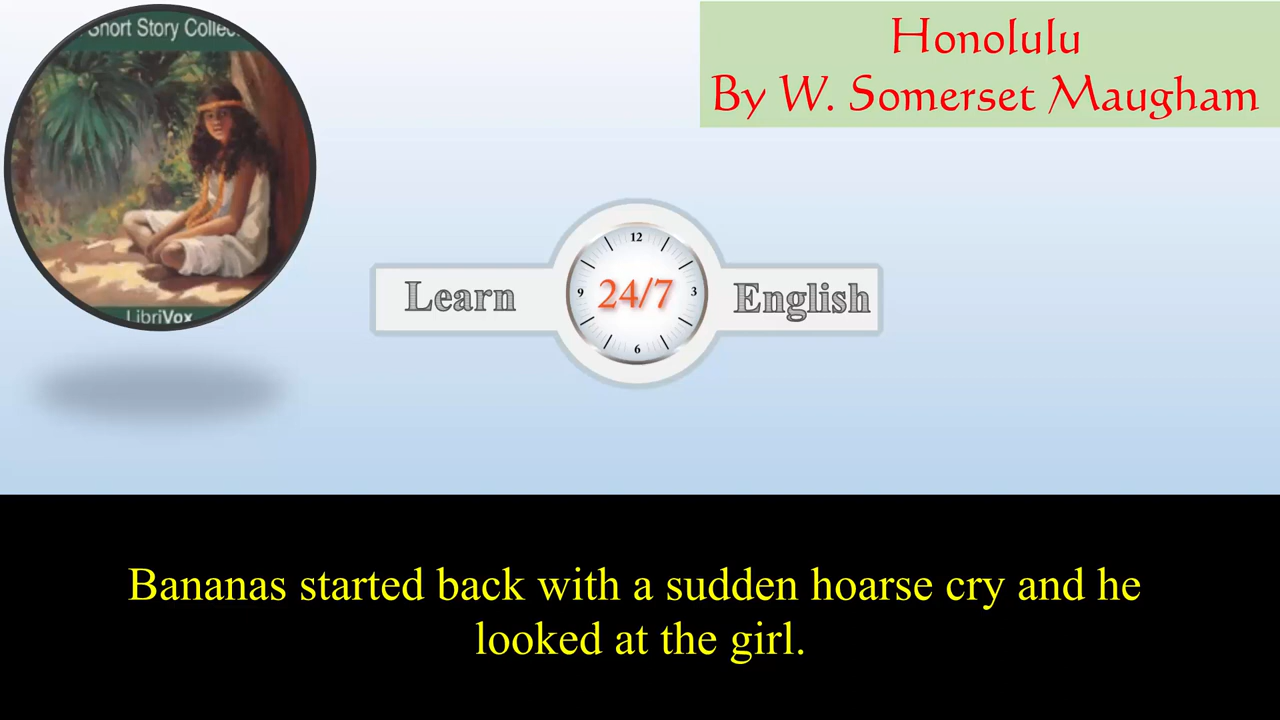 Short Story Collec
Honolulu
By W. Somerset Maugham
12
Learn
9
24/7
3
English
6
LibriVox
Bananas started back with a sudden hoarse cry and he
looked at the girl.